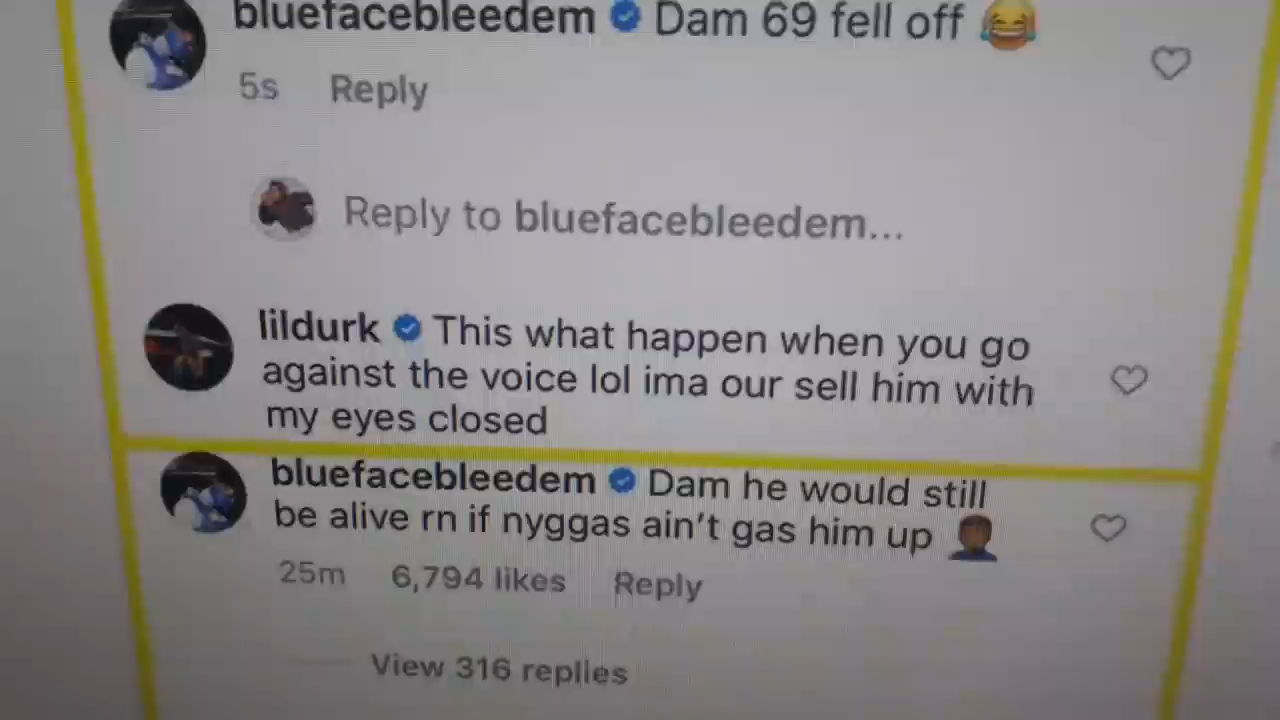 bluefacebleedem Dam 69 fell off 😂
5s Reply
Reply to bluefacebleedem...
lildurk This what happen when you go
against the voice lol ima our sell him with
my eyes closed
bluefacebleedem Dam he would still
be alive rn if nyggas ain't gas him up 🤦🏾‍♂️
25m 6,794 likes Reply
View 316 replies